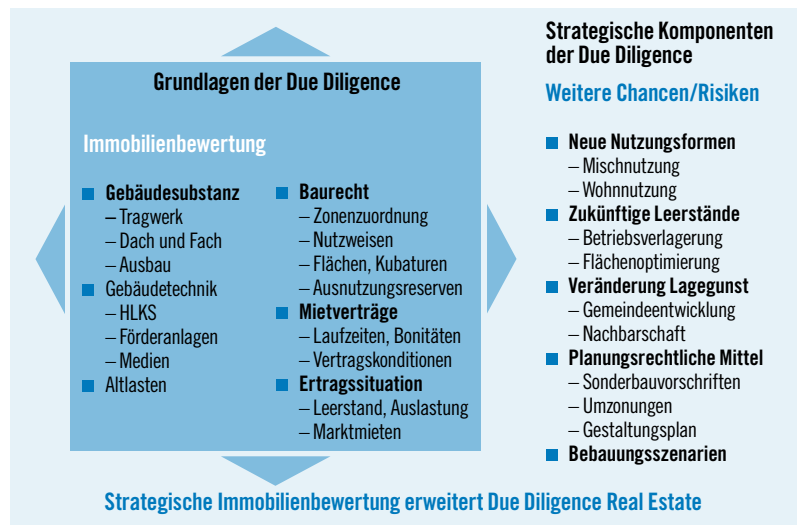 Grundlagen der Due Diligence
Immobilienbewertung
■ Gebäudesubstanz
– Tragwerk
– Dach und Fach
– Ausbau
■ Gebäudetechnik
– HLKS
– Förderanlagen
– Medien
■ Altlasten
■ Baurecht
– Zonenzuordnung
– Nutzweisen
– Flächen, Kubaturen
– Ausnutzungsreserven
■ Mietverträge
– Laufzeiten, Bonitäten
– Vertragskonditionen
■ Ertragssituation
– Leerstand, Auslastung
– Marktmieten
Strategische Komponenten
der Due Diligence
Weitere Chancen/Risiken
■ Neue Nutzungsformen
– Mischnutzung
– Wohnnutzung
■ Zukünftige Leerstände
– Betriebsverlagerung
– Flächenoptimierung
■ Veränderung Lagegunst
– Gemeindeentwicklung
– Nachbarschaft
■ Planungsrechtliche Mittel
– Sonderbauvorschriften
– Umzonungen
– Gestaltungsplan
■ Bebauungsszenarien
Strategische Immobilienbewertung erweitert Due Diligence Real Estate